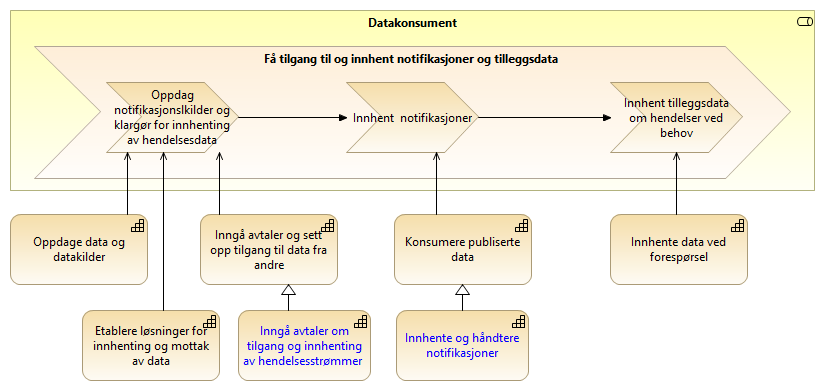 Datakonsument
Få tilgang til og innhent notifikasjoner og tilleggsdata
Oppdag
notifikasjonslkilder og
klargør for innhenting
av hendelsesdata
Innhent notifikasjoner
Innhent tilleggsdata
om hendelser ved
behov
Oppdage data og
datakilder
Inngå avtaler og sett
opp tilgang til data fra
andre
Konsumere publiserte
data
Innhente data ved
forespørsel
Etablere løsninger for
innhenting og mottak
av data
Inngå avtaler om
tilgang og innhenting
av hendelsesstrømmer
Innhente og håndtere
notifikasjoner